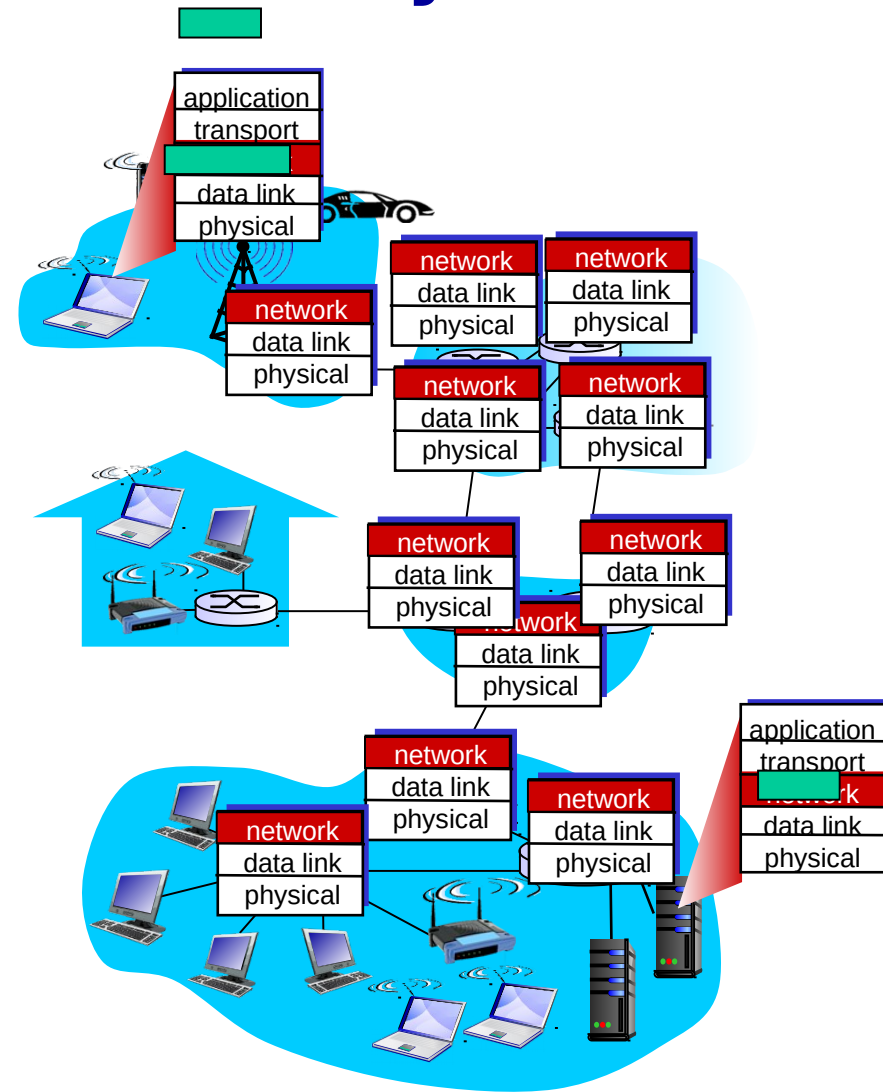 application
transport
data link
physical
network
data link
physical
network
data link
physical
network
data link
physical
network
data link
physical
network
data link
physical
network
data link
physical
network
data link
physical
network
data link
physical
application
transport
data link
physical
network
data link
physical
network
data link
physical
network
data link
physical